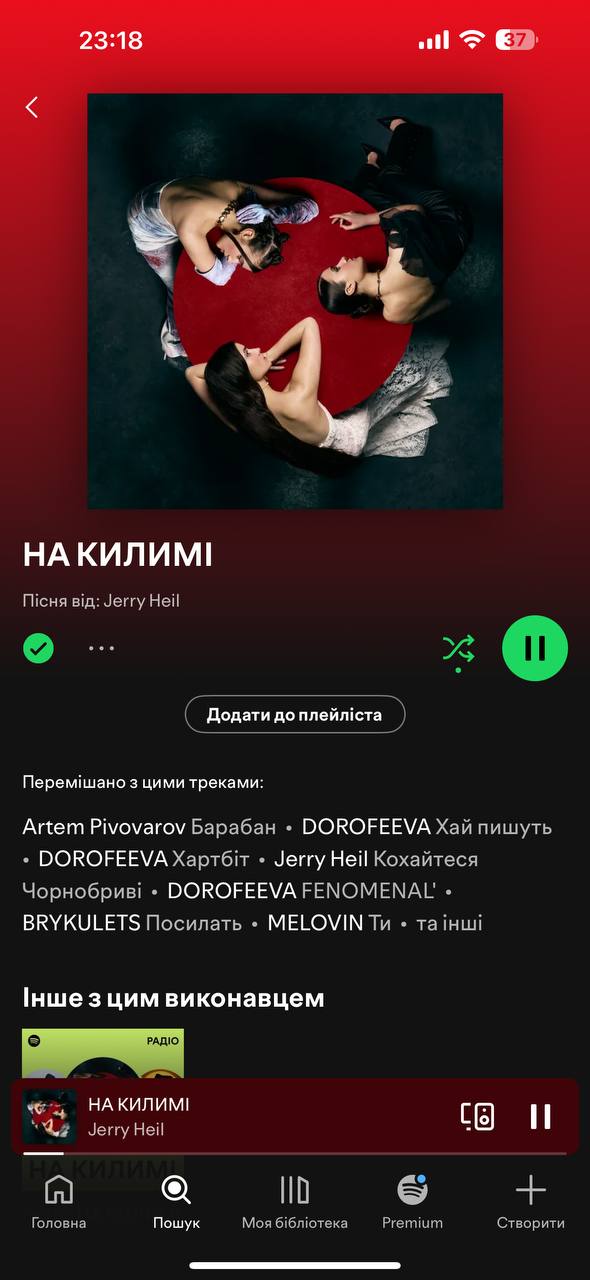 23:18
37
НА КИЛИМІ
Пісня від: Jerry Heil
Додати до плейліста
Перемішано з цими треками:
Artem Pivovarov Барабан • DOROFEEVA Хай пишуть
• DOROFEEVA Хартбіт • Jerry Heil Кохайтеся
Чорнобриві • DOROFEEVA FENOMENAL' •
BRYKULETS Посилать • MELOVIN Ти • та інші
Інше з цим виконавцем
РАДІО
НА КИЛИМІ
Jerry Heil
НА КИЛИМІ
Головна
Пошук
Моя бібліотека
Premium
Створити